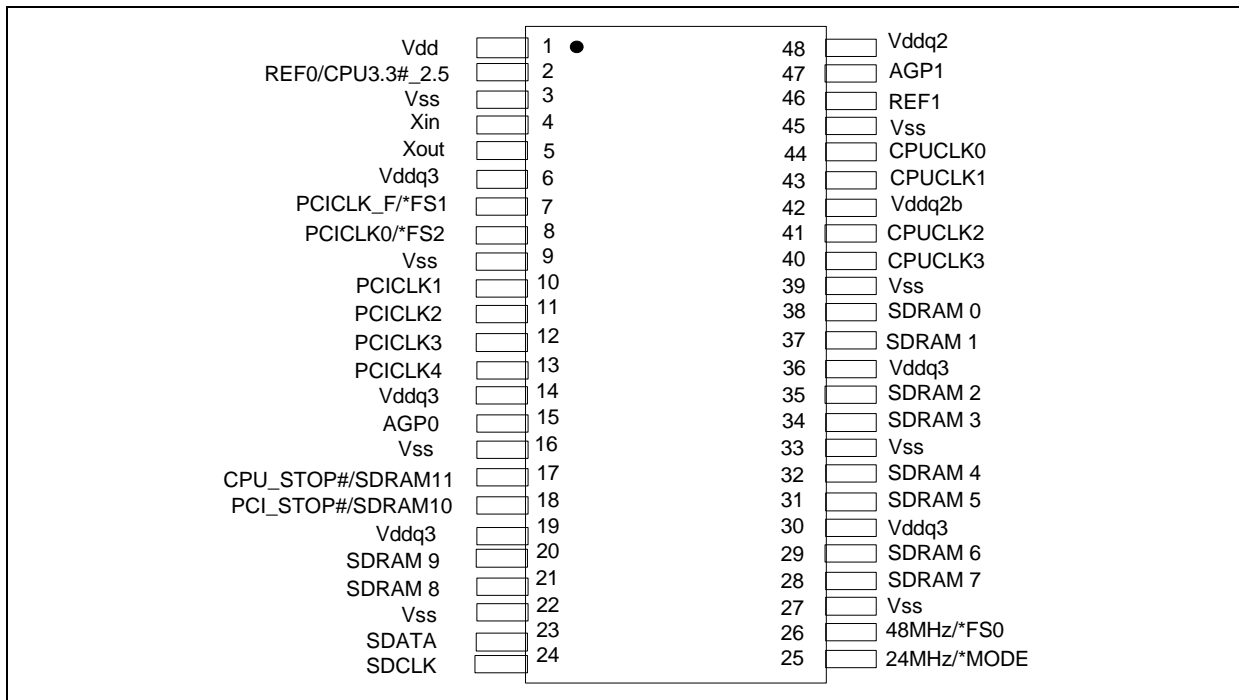 Vdd 1 48 Vddq2
REF0/CPU3.3#_2.5 2 47 AGP1
Vss 3 46 REF1
Xin 4 45 Vss
Xout 5 44 CPUCLK0
Vddq3 6 43 CPUCLK1
PCICLK_F/*FS1 7 42 Vddq2b
PCICLK0/*FS2 8 41 CPUCLK2
Vss 9 40 CPUCLK3
PCICLK1 10 39 Vss
PCICLK2 11 38 SDRAM 0
PCICLK3 12 37 SDRAM 1
PCICLK4 13 36 Vddq3
Vddq3 14 35 SDRAM 2
AGP0 15 34 SDRAM 3
Vss 16 33 Vss
CPU_STOP#/SDRAM11 17 32 SDRAM 4
PCI_STOP#/SDRAM10 18 31 SDRAM 5
Vddq3 19 30 Vddq3
SDRAM 9 20 29 SDRAM 6
SDRAM 8 21 28 SDRAM 7
Vss 22 27 Vss
SDATA 23 26 48MHz/*FS0
SDCLK 24 25 24MHz/*MODE